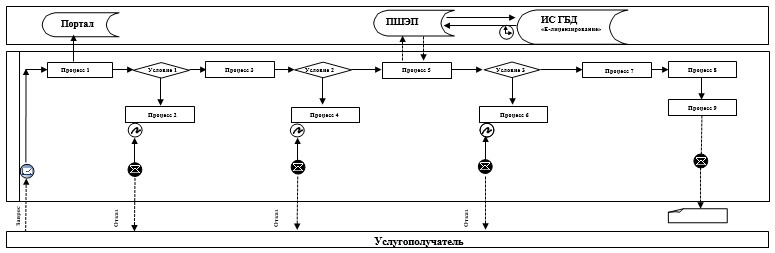 Портал
ПШЭП
ИС ГБД
«Е-лицензирование»
Процесс 1
Условие 1
Процесс 3
Условие 2
Процесс 5
Условие 3
Процесс 7
Процесс 8
Процесс 2
Процесс 4
Процесс 6
Процесс 9
Запрос
Отказ
Отказ
Отказ
Услугополучатель